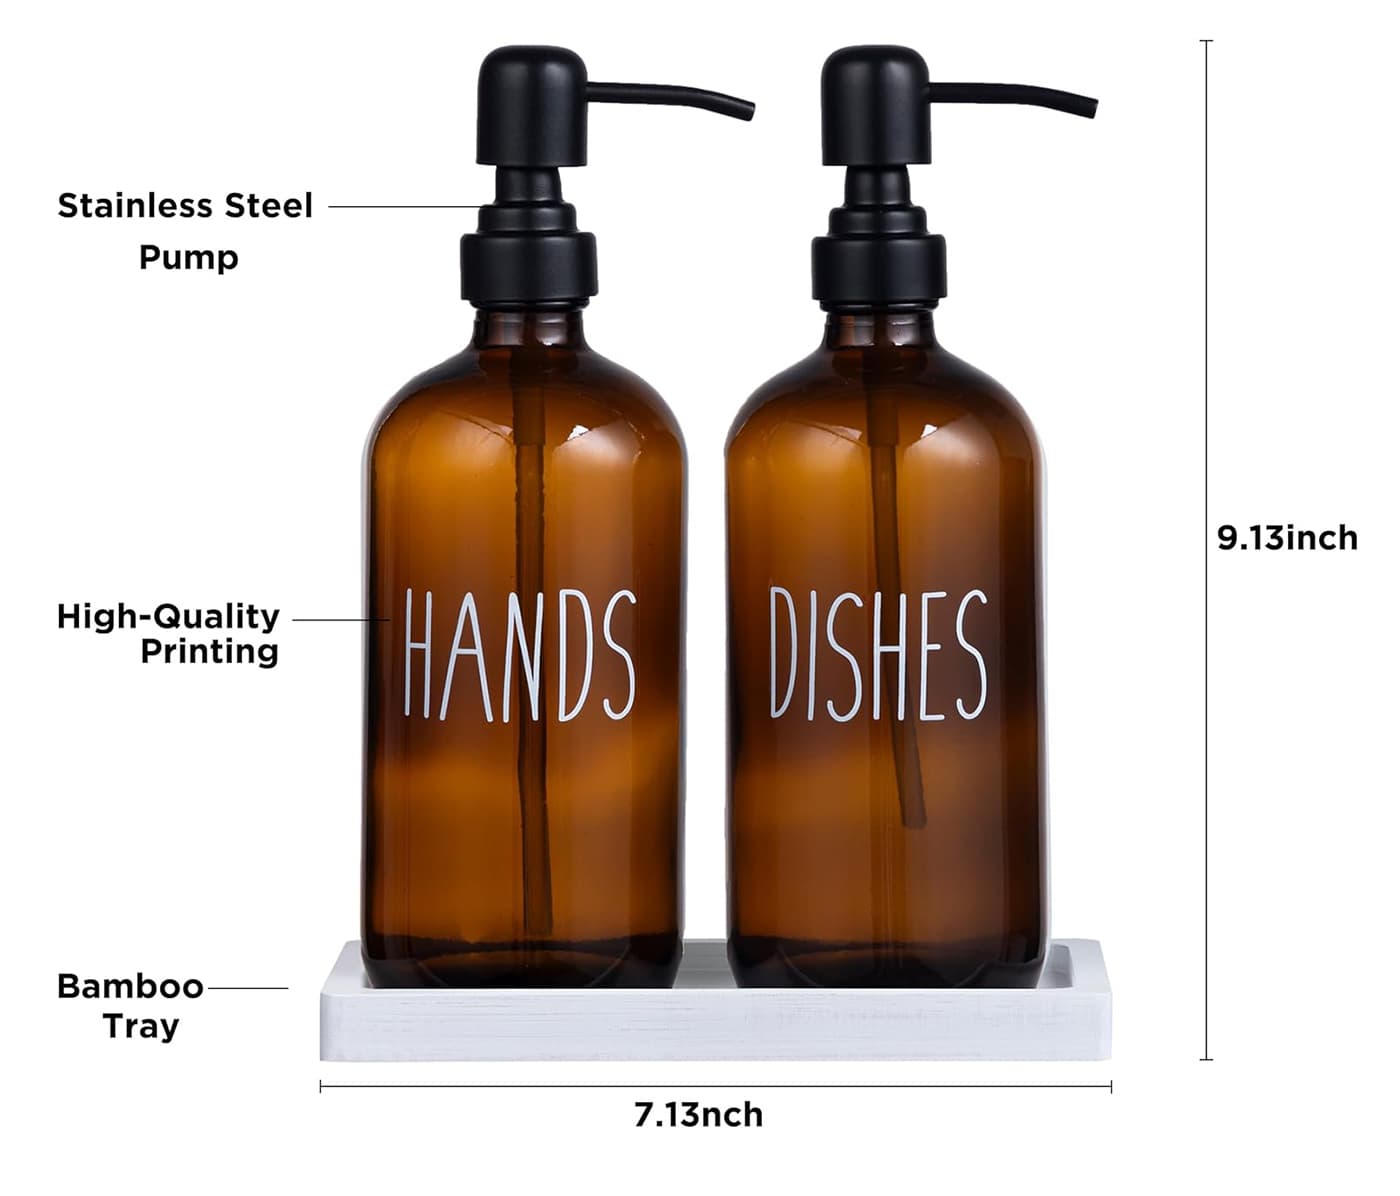 Stainless Steel
Pump
High-Quality
Printing
HANDS
DISHES
9.13inch
Bamboo
Tray
7.13nch